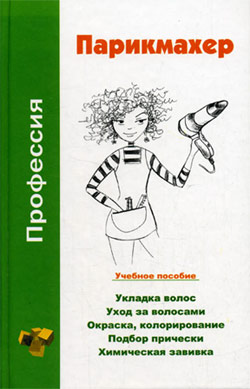 Профессия
Парикмахер
Учебное пособие
Укладка волос
Уход за волосами
Окраска, колорирование
Подбор прически
Химическая завивка